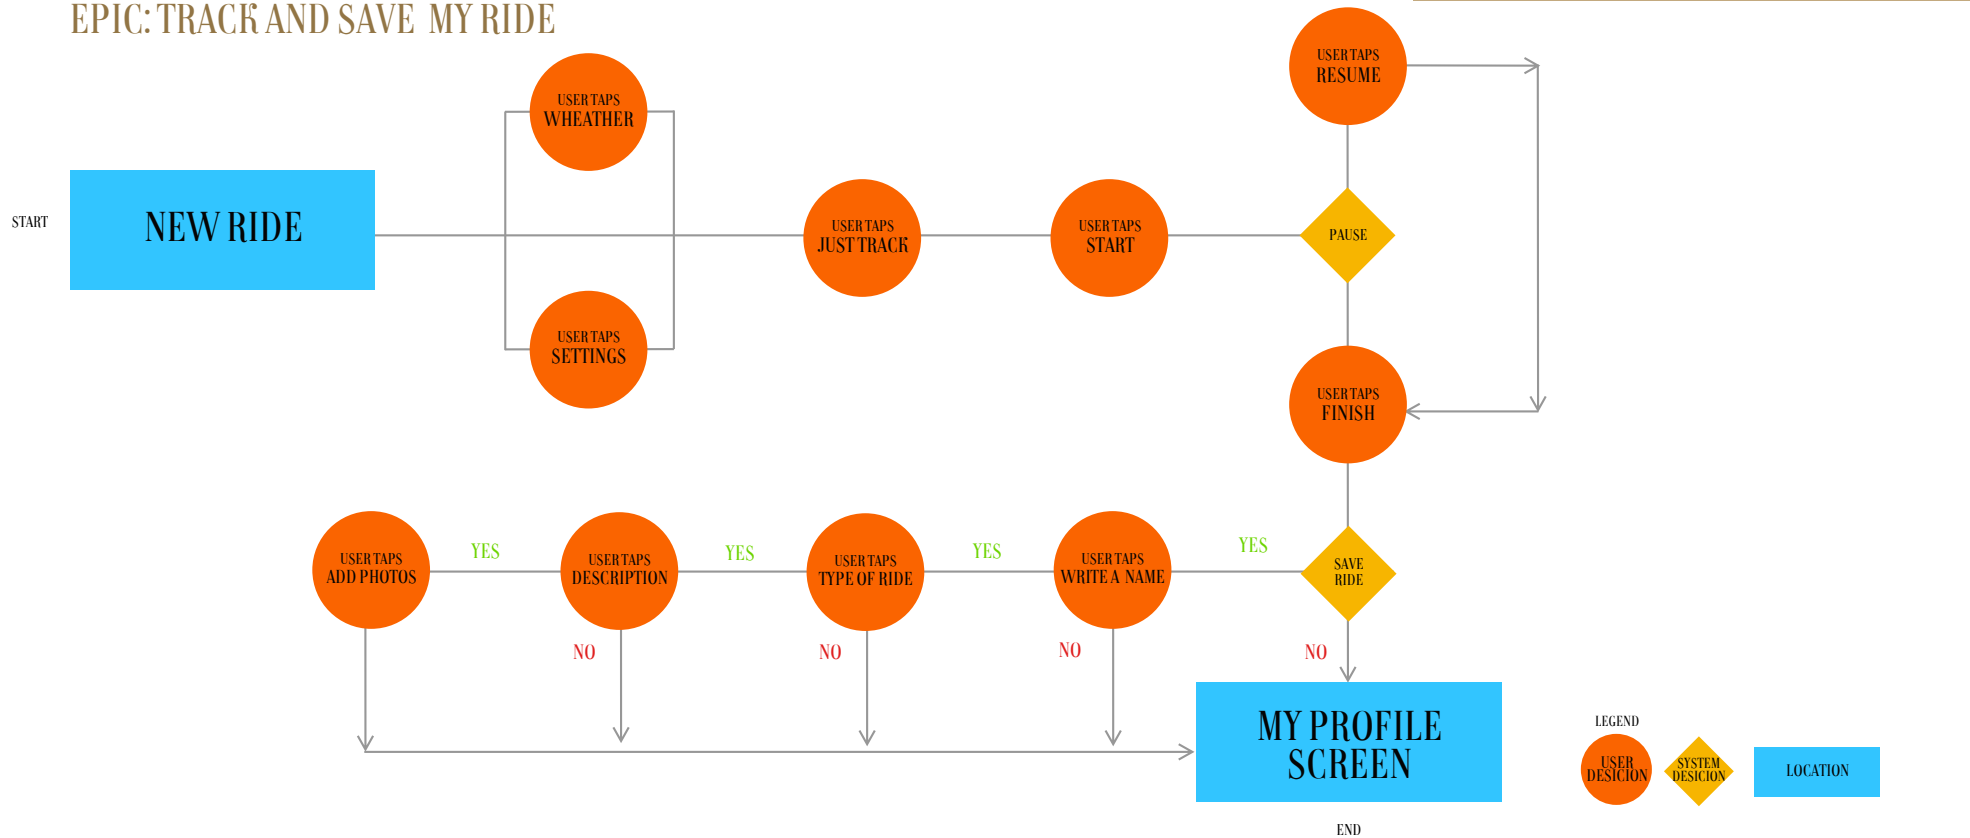 EPIC: TRACK AND SAVE MY RIDE
USER TAPS
RESUME
USER TAPS
WHEATHER
START
NEW RIDE
USER TAPS
JUST TRACK
USER TAPS
START
PAUSE
USER TAPS
SETTINGS
USER TAPS
FINISH
USER TAPS
ADD PHOTOS
YES
USER TAPS
DESCRIPTION
YES
USER TAPS
TYPE OF RIDE
YES
USER TAPS
WRITE A NAME
YES
SAVE
RIDE
NO
NO
NO
NO
MY PROFILE
SCREEN
END
LEGEND
USER
DESICION
SYSTEM
DESICION
LOCATION